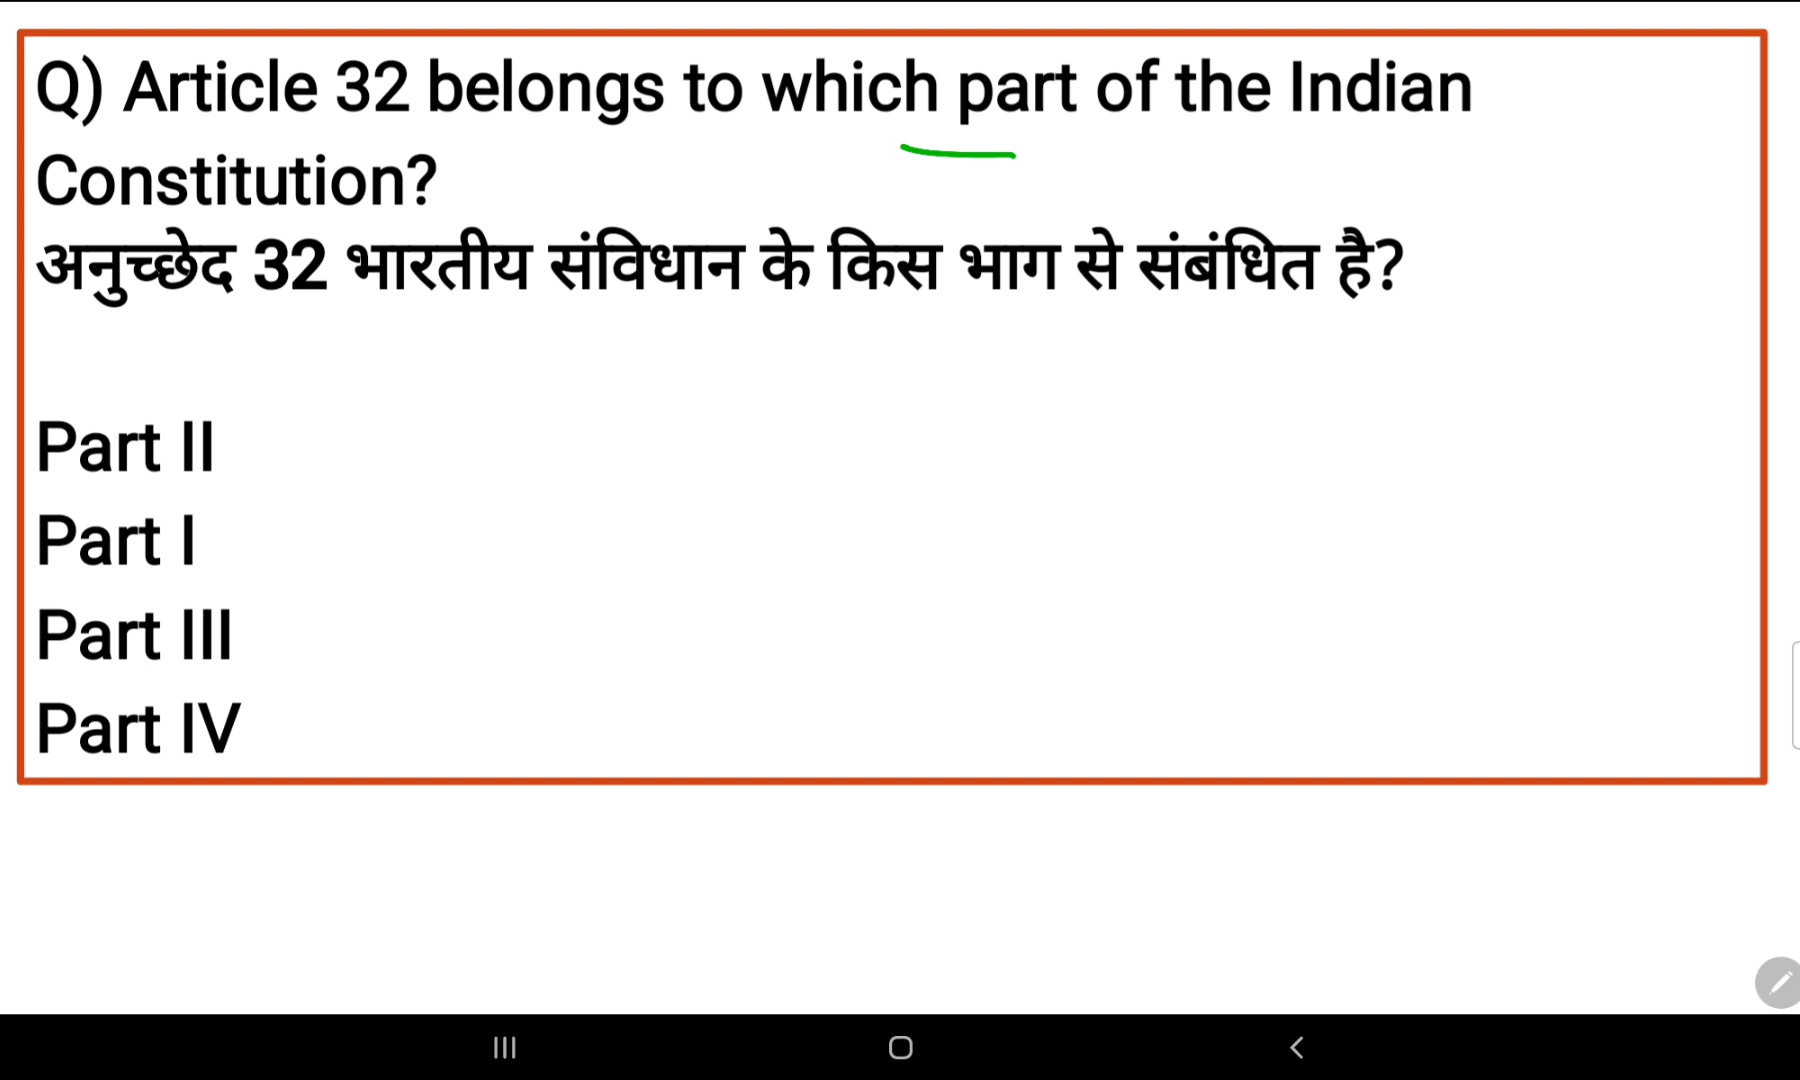 Q) Article 32 belongs to which part of the Indian
Constitution?
अनुच्छेद 32 भारतीय संविधान के किस भाग से संबंधित है?
Part II
Part I
Part III
Part IV